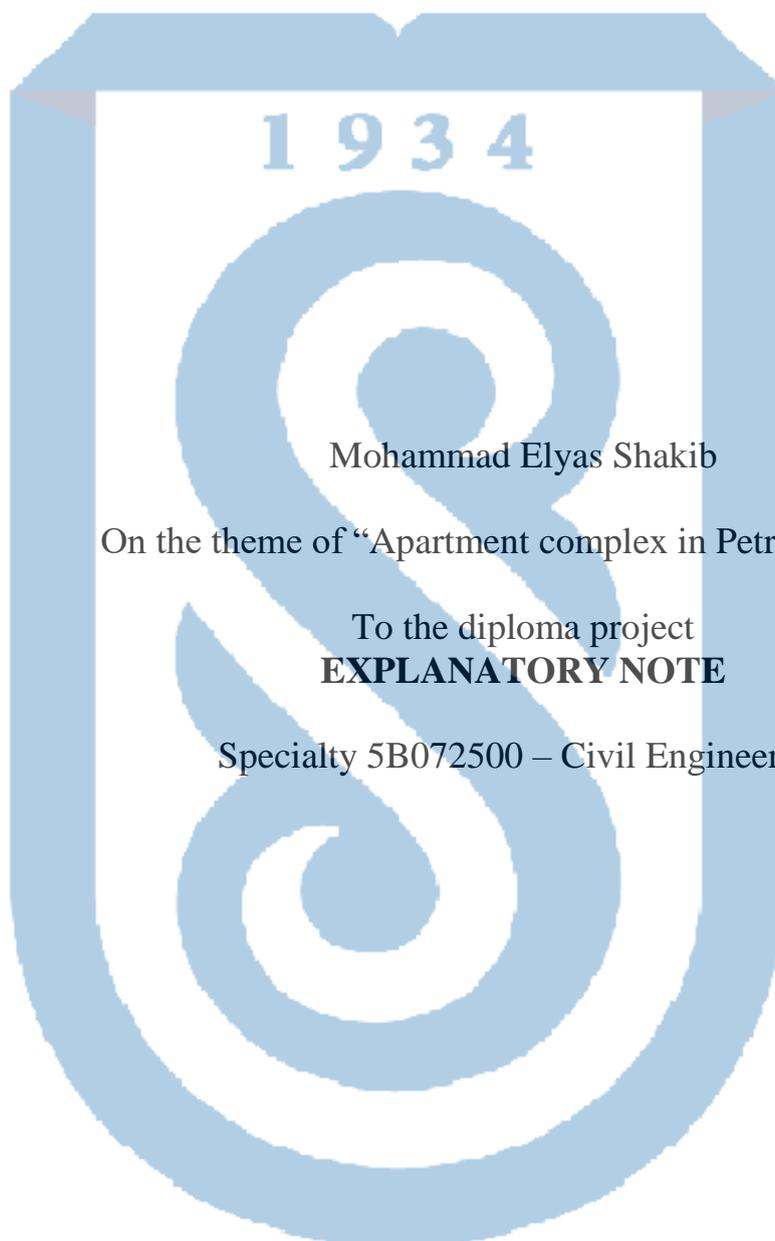 1934
Mohammad Elyas Shakib
On the theme of “Apartment complex in
To the diploma project
EXPLANATORY NOTE
Specialty 5B072500 – Civil